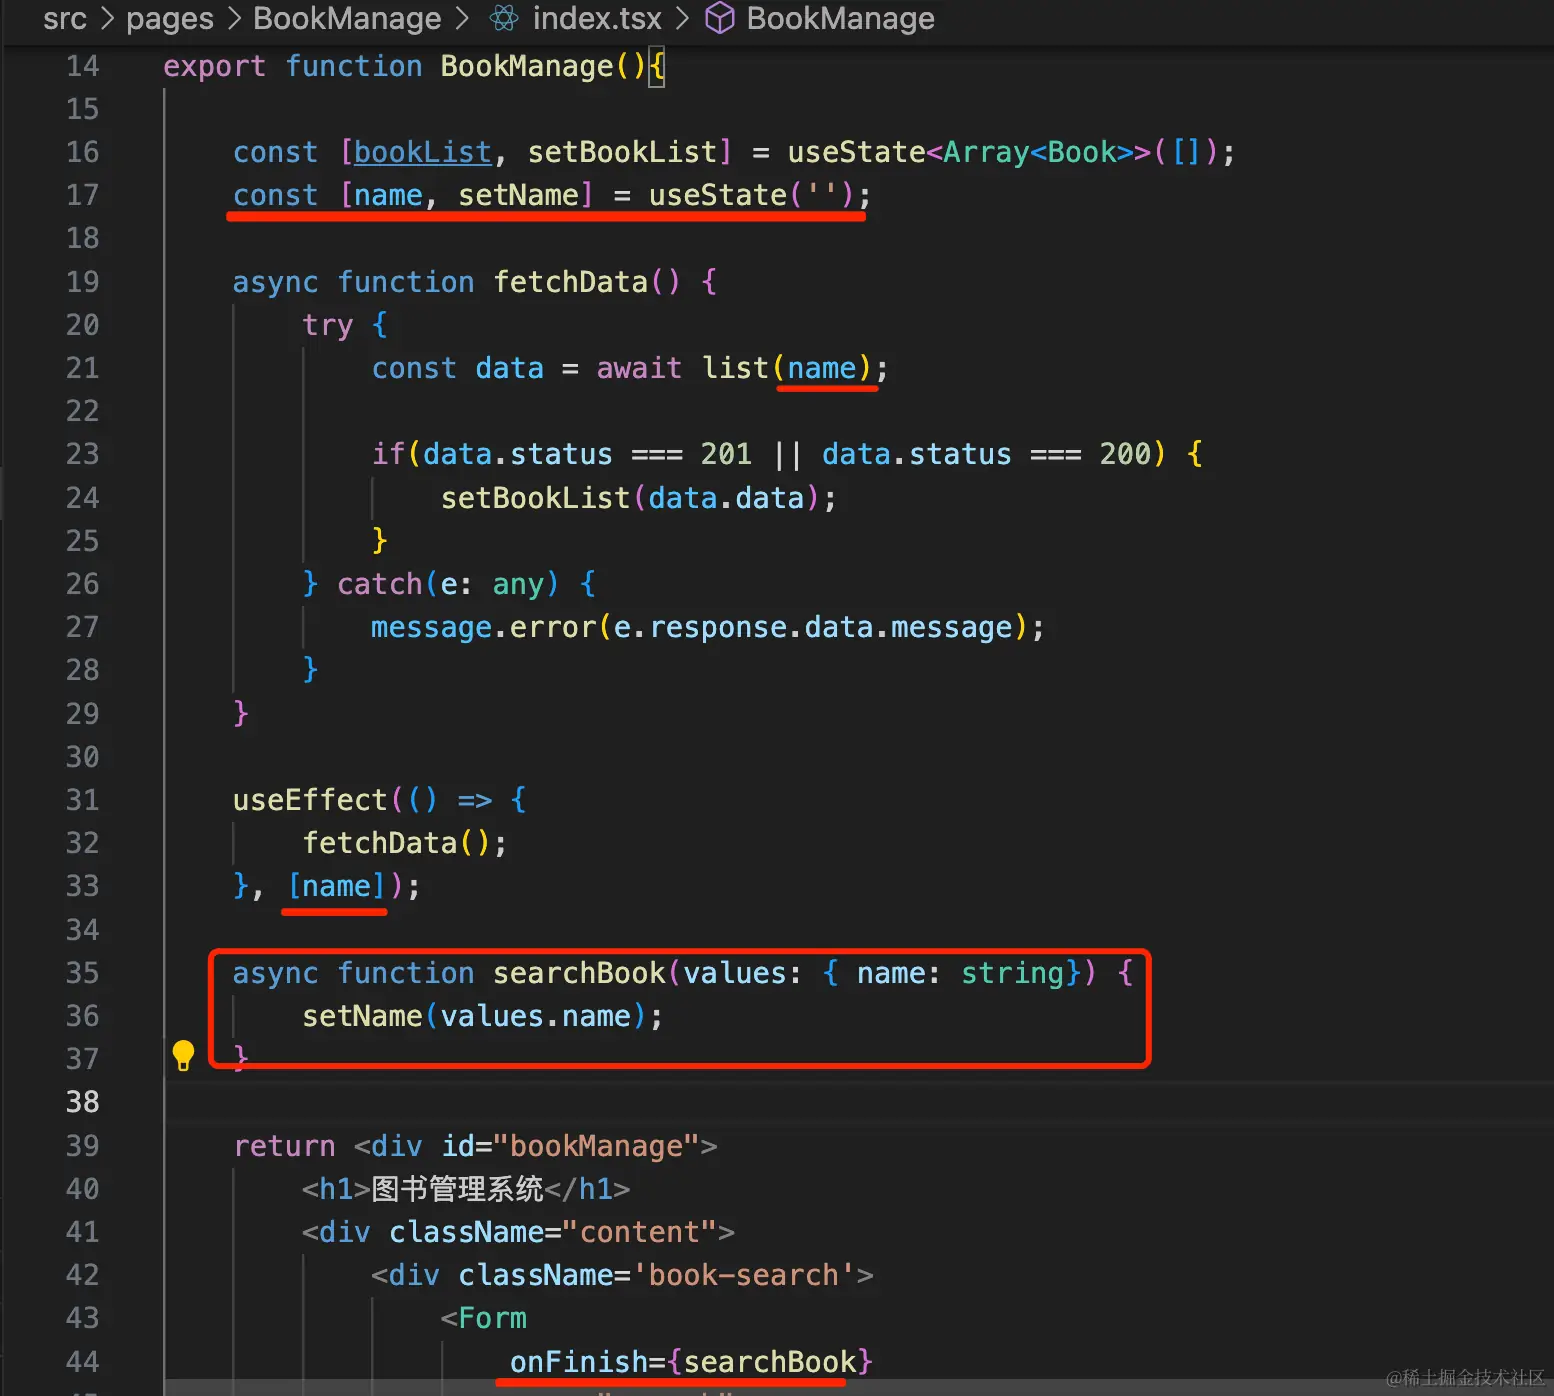 src > pages > BookManage > index.tsx > BookManage
14 export function BookManage(){
15
16 const [bookList, setBookList] = useState<Array<Book>>([]);
17 const [name, setName] = useState('');
18
19 async function fetchData() {
20 try {
21 const data = await list(name);
22
23 if(data.status === 201 || data.status === 200) {
24 setBookList(data.data);
25 }
26 } catch(e: any) {
27 message.error(e.response.data.message);
28 }
29 }
30
31 useEffect(() => {
32 fetchData();
33 }, [name]);
34
35 async function searchBook(values: { name: string}) {
36 setName(values.name);
37 }
38
39 return <div id="bookManage">
40 <h1>图书管理系统</h1>
41 <div className="content">
42 <div className='book-search'>
43 <Form
44 onFinish={searchBook}
@稀土掘金技术社区